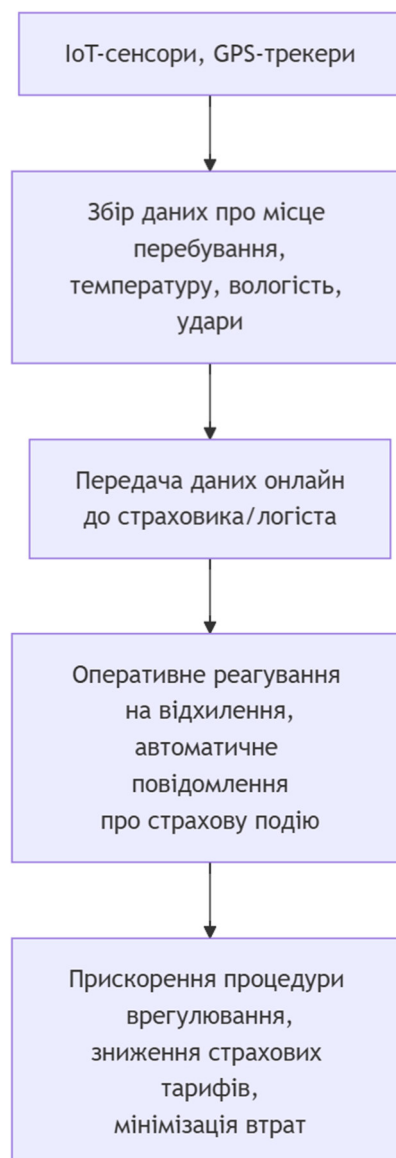 IoT-сенсори, GPS-трекери
Збір даних про місце
перебування,
температуру, вологість,
удари
Передача даних онлайн
до страховика/логіста
Оперативне реагування
на відхилення,
автоматичне
повідомлення
про страхову подію
Прискорення процедури
врегулювання,
зниження страхових
тарифів,
мінімізація втрат